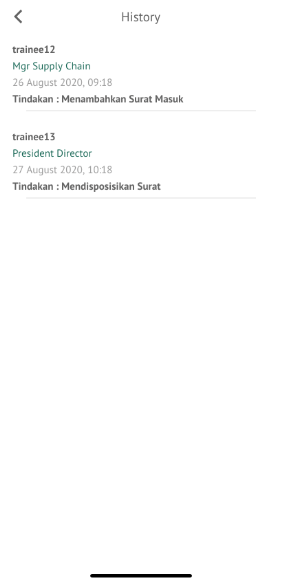 History
trainee12
Mgr Supply Chain
26 August 2020, 09:18
Tindakan : Menambahkan Surat Masuk
trainee13
President Director
27 August 2020, 10:18
Tindakan : Mendisposisikan Surat